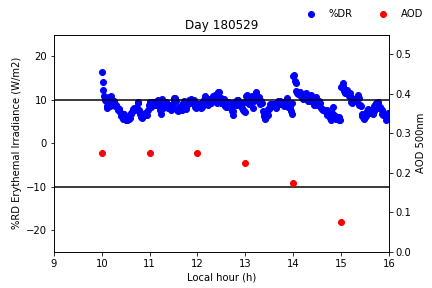 %DR AOD
Day 180529
%RD Erythermal Irradiance (W/m2)
20
10
0
−10
−20
0.5
0.4
0.3
0.2
0.1
0.0
AOD 500nm
9 10 11 12 13 14 15 16
Local hour (h)